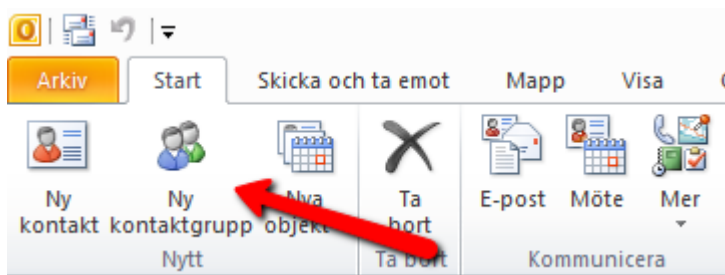 Arkiv Start Skicka och ta emot Mapp Visa
Ny kontakt Ny kontaktgrupp Nya objekt Ta bort E-post Möte Mer
Nytt Ta bort Kommunicera